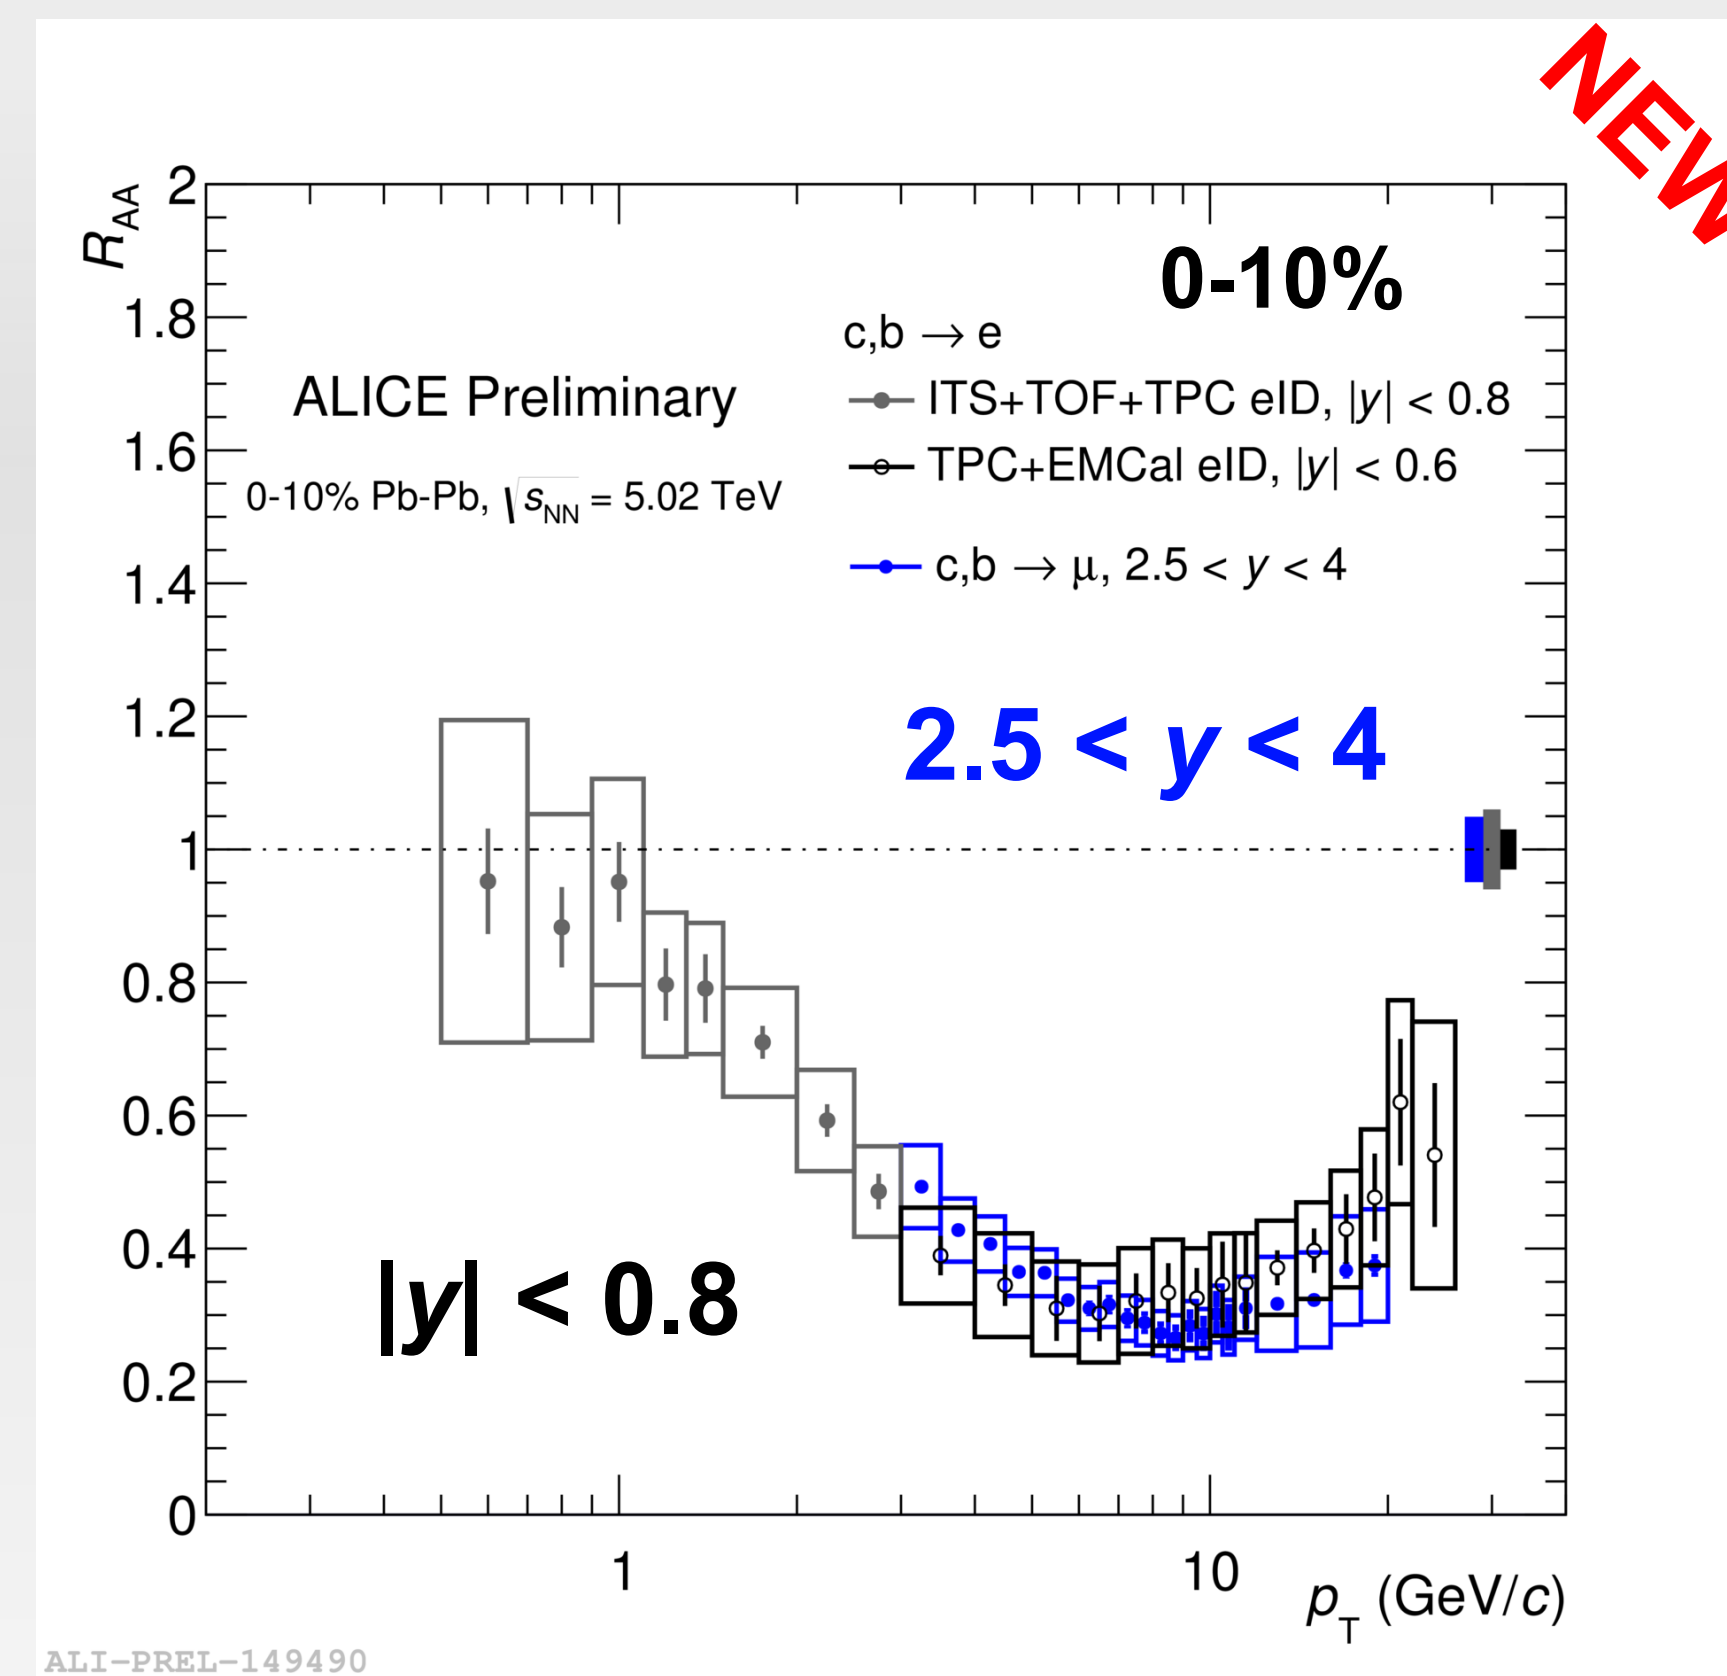 NEW
R_AA
2
1.8
1.6
1.4
1.2
1
0.8
0.6
0.4
0.2
0
0-10%
c,b → e
ITS+TOF+TPC eID, |y| < 0.8
TPC+EMCal eID, |y| < 0.6
c,b → μ, 2.5 < y < 4
ALICE Preliminary
0-10% Pb-Pb, √s_NN = 5.02 TeV
2.5 < y < 4
|y| < 0.8
1
10
p_T (GeV/c)
ALI-PREL-149490